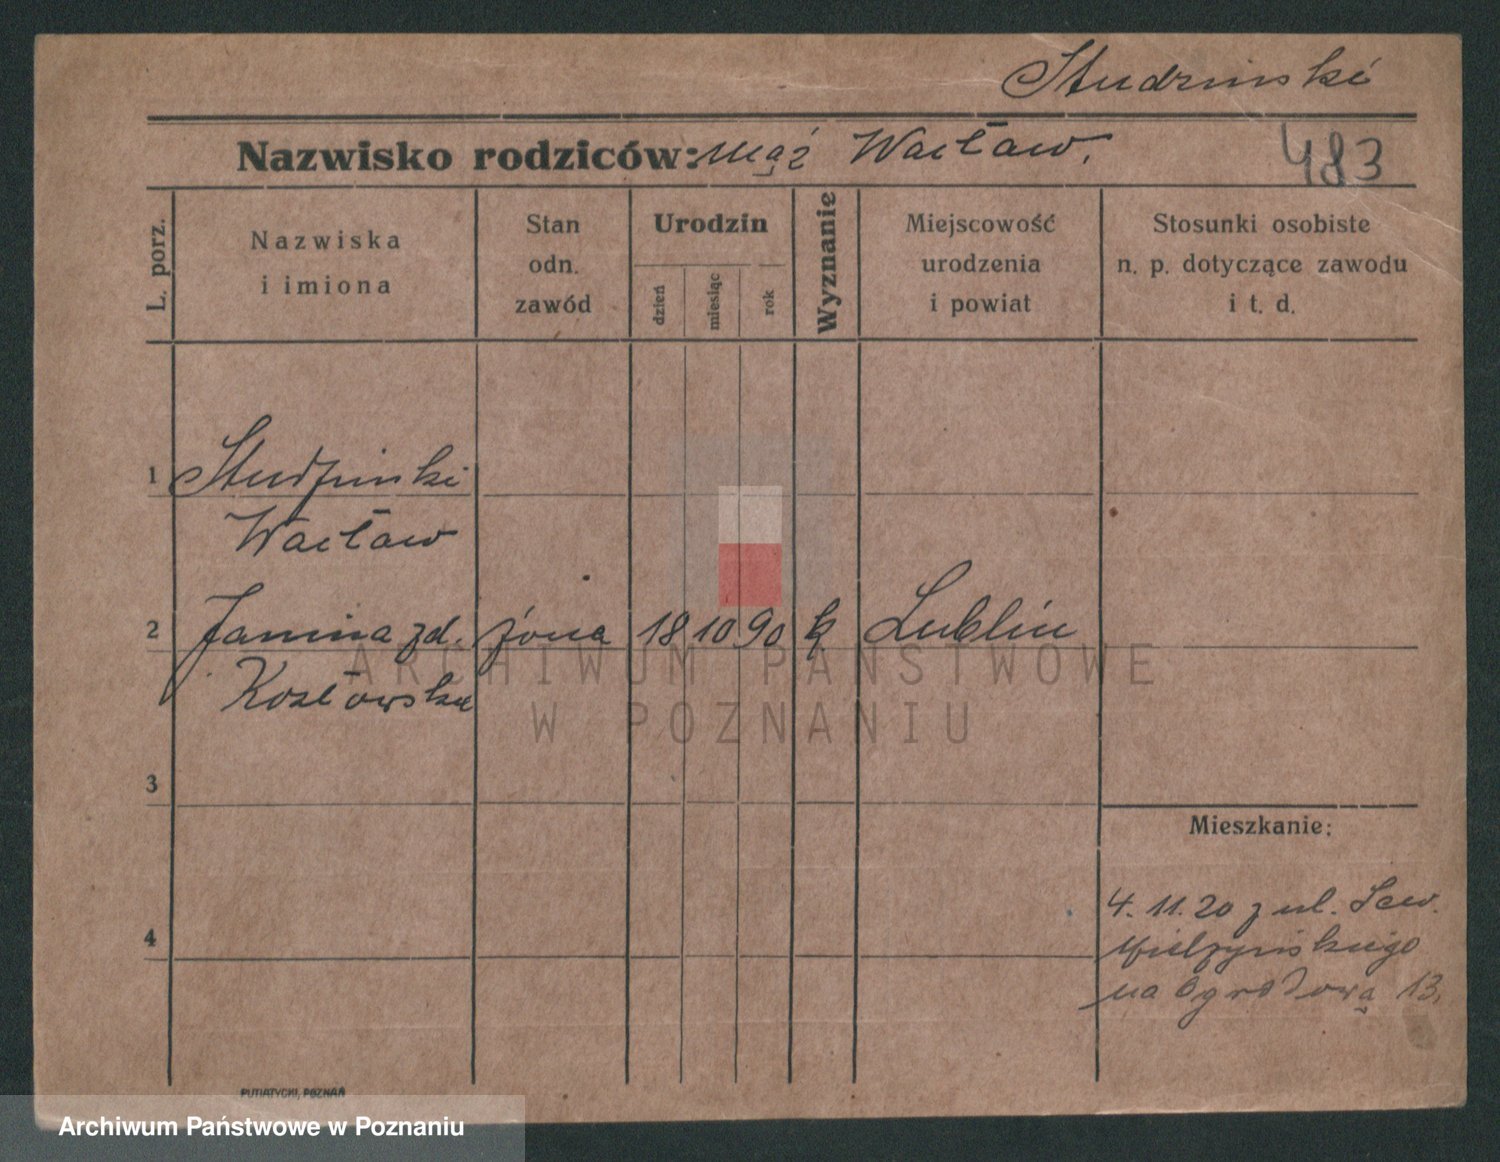 Studzinski
Nazwisko rodziców: mąż Wacław.
483
L. porz.
Nazwiska
i imiona
Stan
odn.
zawód
Urodzin
dzień
miesiąc
rok
Wyznanie
Miejscowość
urodzenia
i powiat
Stosunki osobiste
n. p. dotyczące zawodu
i t. d.
1 Studzinski
Wacław
2 Janina zd. żona 18 10 90 k Lublin
Kozłowska
ARCHIWUM PAŃSTWOWE
W POZNANIU
3
Mieszkanie:
4. 11. 20 z ul. Sew.
Mielżyńskiego
4
na Ogrodową 13.
PUTIATYCKI, POZNAŃ
Archiwum Państwowe w Poznaniu